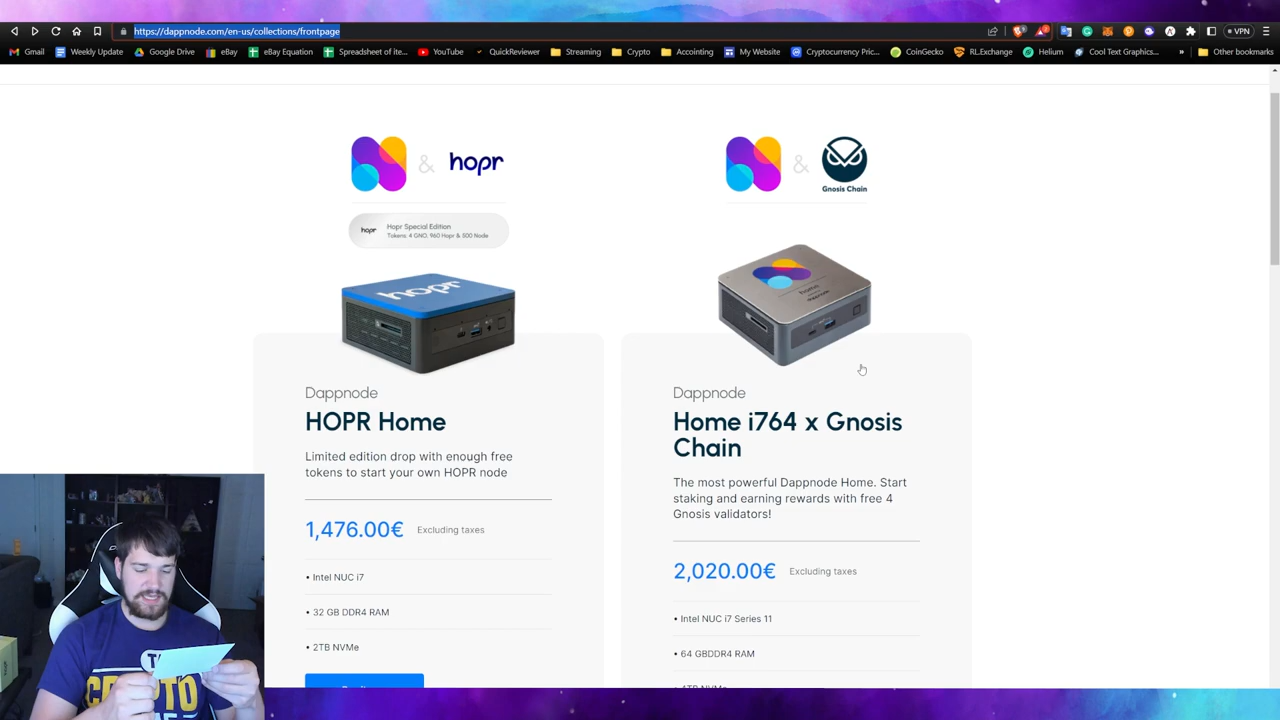 https://dappnode.com/en-us/collections/frontpage
VPN
Gmail
Weekly Update
Google Drive
eBay
eBay Equation
Spreadsheet of ite...
YouTube
QuickReviewer
Streaming
Crypto
Accointing
My Website
Cryptocurrency Pric...
CoinGecko
RL.Exchange
Helium
Cool Text Graphics...
»
Other bookmarks
& hopr
& Gnosis Chain
hopr
Hopr Special Edition
Tokens: 4 GNO, 960 Hopr & 500 Node
hopr
home
dappnode
Dappnode
HOPR Home
Limited edition drop with enough free
tokens to start your own HOPR node
1,476.00€ Excluding taxes
• Intel NUC i7
• 32 GB DDR4 RAM
• 2TB NVMe
Dappnode
Home i764 x Gnosis
Chain
The most powerful Dappnode Home. Start
staking and earning rewards with free 4
Gnosis validators!
2,020.00€ Excluding taxes
• Intel NUC i7 Series 11
• 64 GBDDR4 RAM
CRYPTO